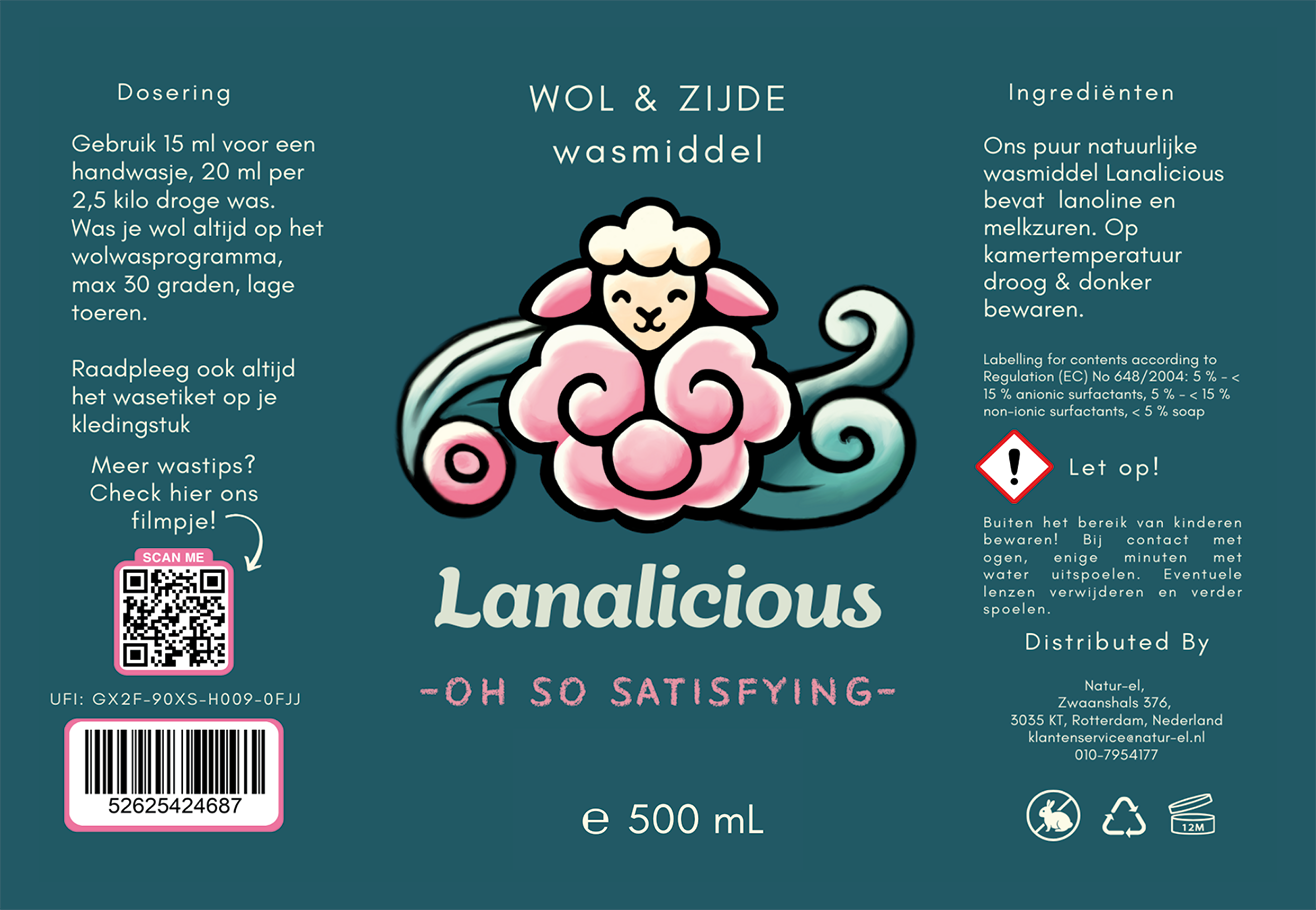 Dosering
Gebruik 15 ml voor een
handwasje, 20 ml per
2,5 kilo droge was.
Was je wol altijd op het
wolwasprogramma,
max 30 graden, lage
toeren.
Raadpleeg ook altijd
het wasetiket op je
kledingstuk
Meer wastips?
Check hier ons
filmpje!
SCAN ME
UFI: GX2F-90XS-H009-0FJJ
52625424687
WOL & ZIJDE
wasmiddel
Lanalicious
-OH SO SATISFYING-
℮ 500 mL
Ingrediënten
Ons puur natuurlijke
wasmiddel Lanalicious
bevat lanoline en
melkzuren. Op
kamertemperatuur
droog & donker
bewaren.
Labelling for contents according to
Regulation (EC) No 648/2004: 5 % - <
15 % anionic surfactants, 5 % - < 15 %
non-ionic surfactants, < 5 % soap
!
Let op!
Buiten het bereik van kinderen
bewaren! Bij contact met
ogen, enige minuten met
water uitspoelen. Eventuele
lenzen verwijderen en verder
spoelen.
Distributed By
Natur-el,
Zwaanshals 376,
3035 KT, Rotterdam, Nederland
klantenservice@natur-el.nl
010-7954177
12M